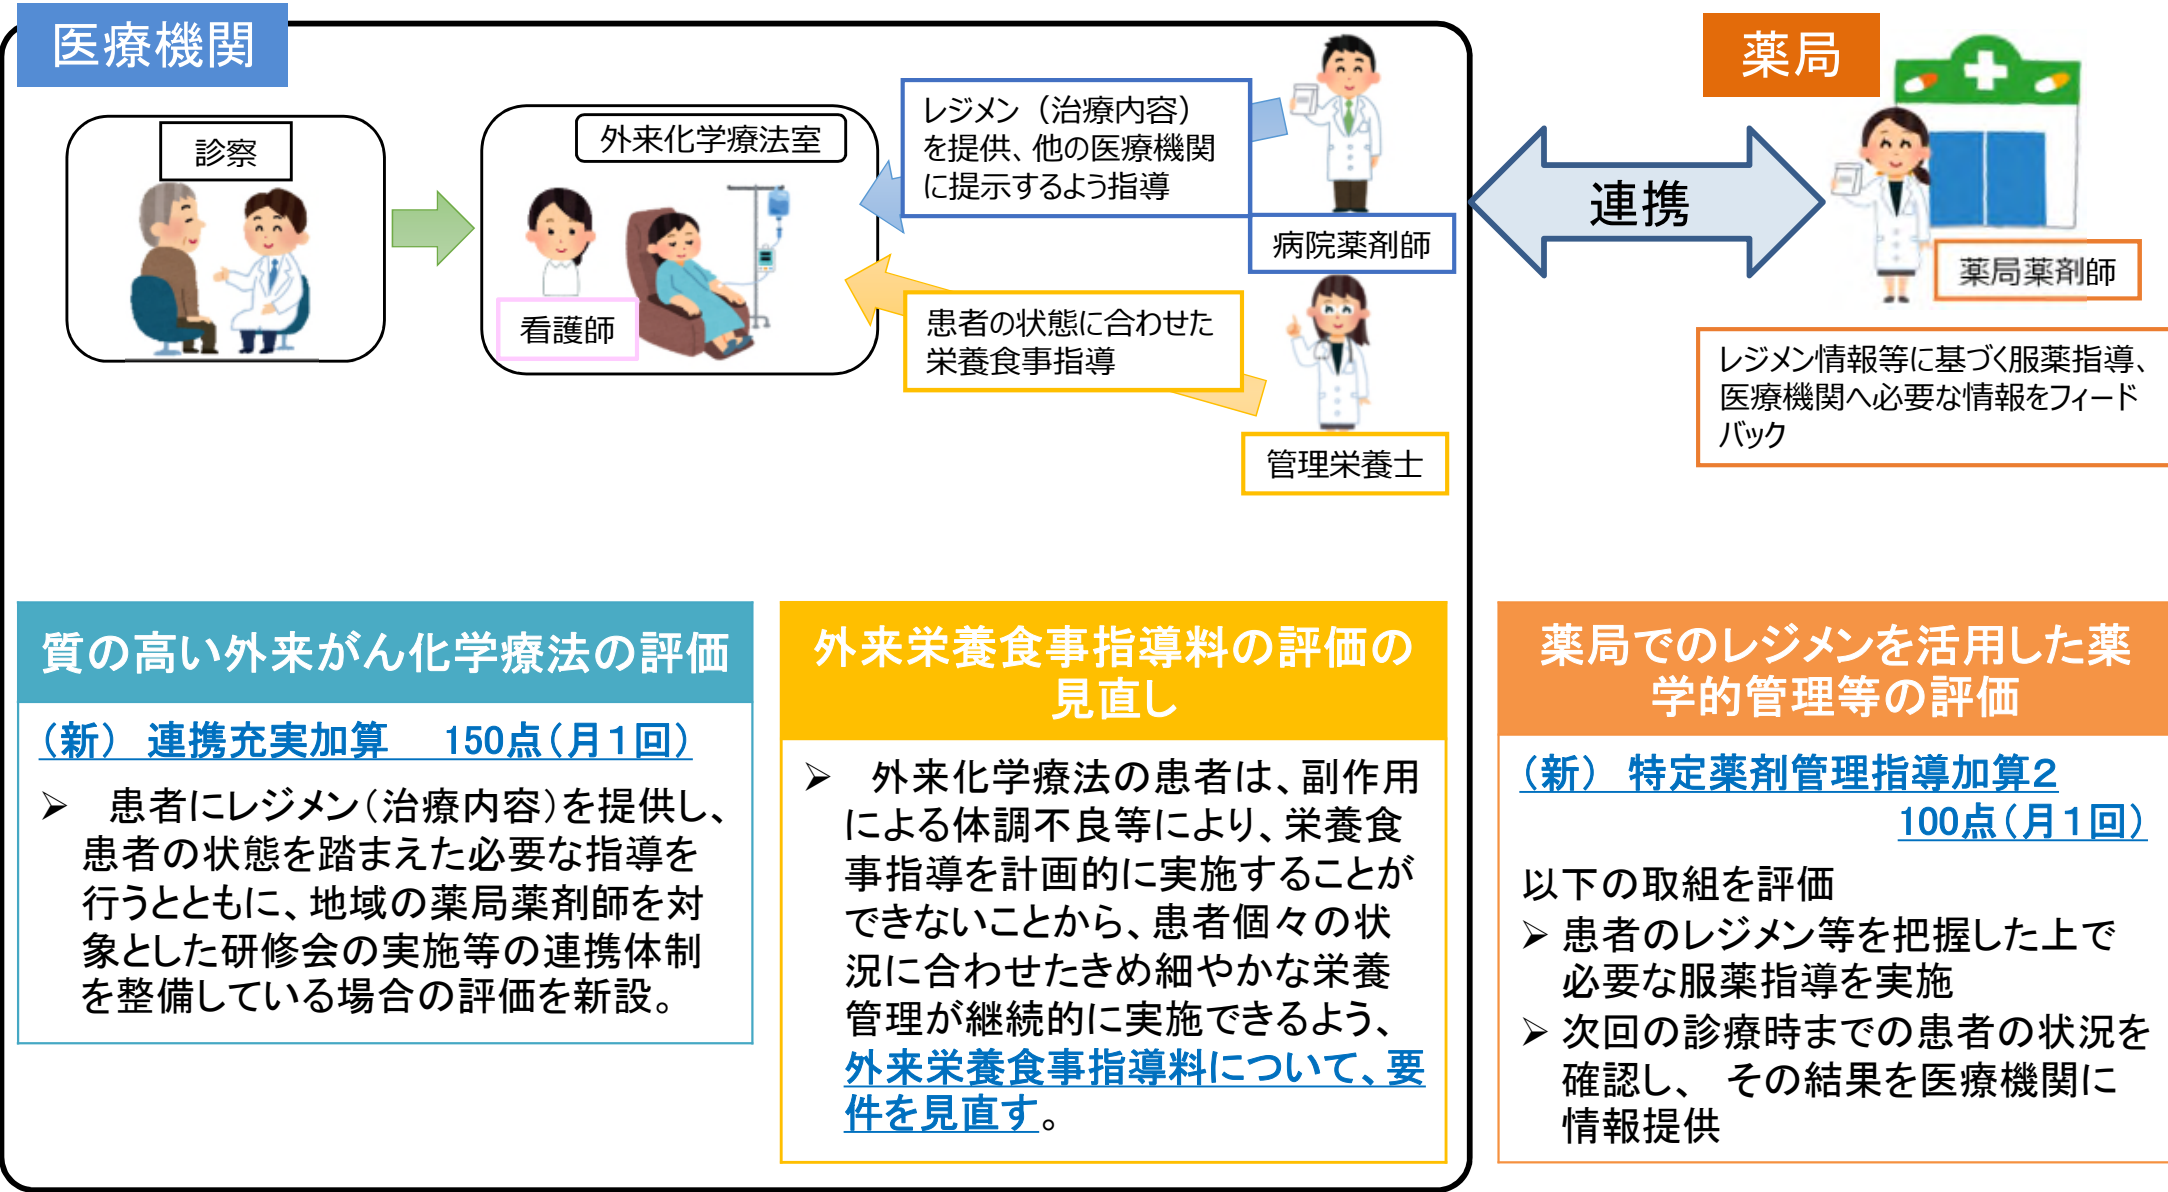 医療機関
診察
外来化学療法室
看護師
レジメン（治療内容）
を提供、他の医療機関
に提示するよう指導
病院薬剤師
患者の状態に合わせた
栄養食事指導
管理栄養士
連携
薬局
薬局薬剤師
レジメン情報等に基づく服薬指導、
医療機関へ必要な情報をフィード
バック
質の高い外来がん化学療法の評価
（新） 連携充実加算　150点（月１回）
➢　患者にレジメン（治療内容）を提供し、
患者の状態を踏まえた必要な指導を
行うとともに、地域の薬局薬剤師を対
象とした研修会の実施等の連携体制
を整備している場合の評価を新設。
外来栄養食事指導料の評価の
見直し
➢　外来化学療法の患者は、副作用
による体調不良等により、栄養食
事指導を計画的に実施することが
できないことから、患者個々の状
況に合わせたきめ細やかな栄養
管理が継続的に実施できるよう、
外来栄養食事指導料について、要
件を見直す。
薬局でのレジメンを活用した薬
学的管理等の評価
（新） 特定薬剤管理指導加算２
100点（月１回）
以下の取組を評価
➢ 患者のレジメン等を把握した上で
必要な服薬指導を実施
➢ 次回の診療時までの患者の状況を
確認し、 その結果を医療機関に
情報提供